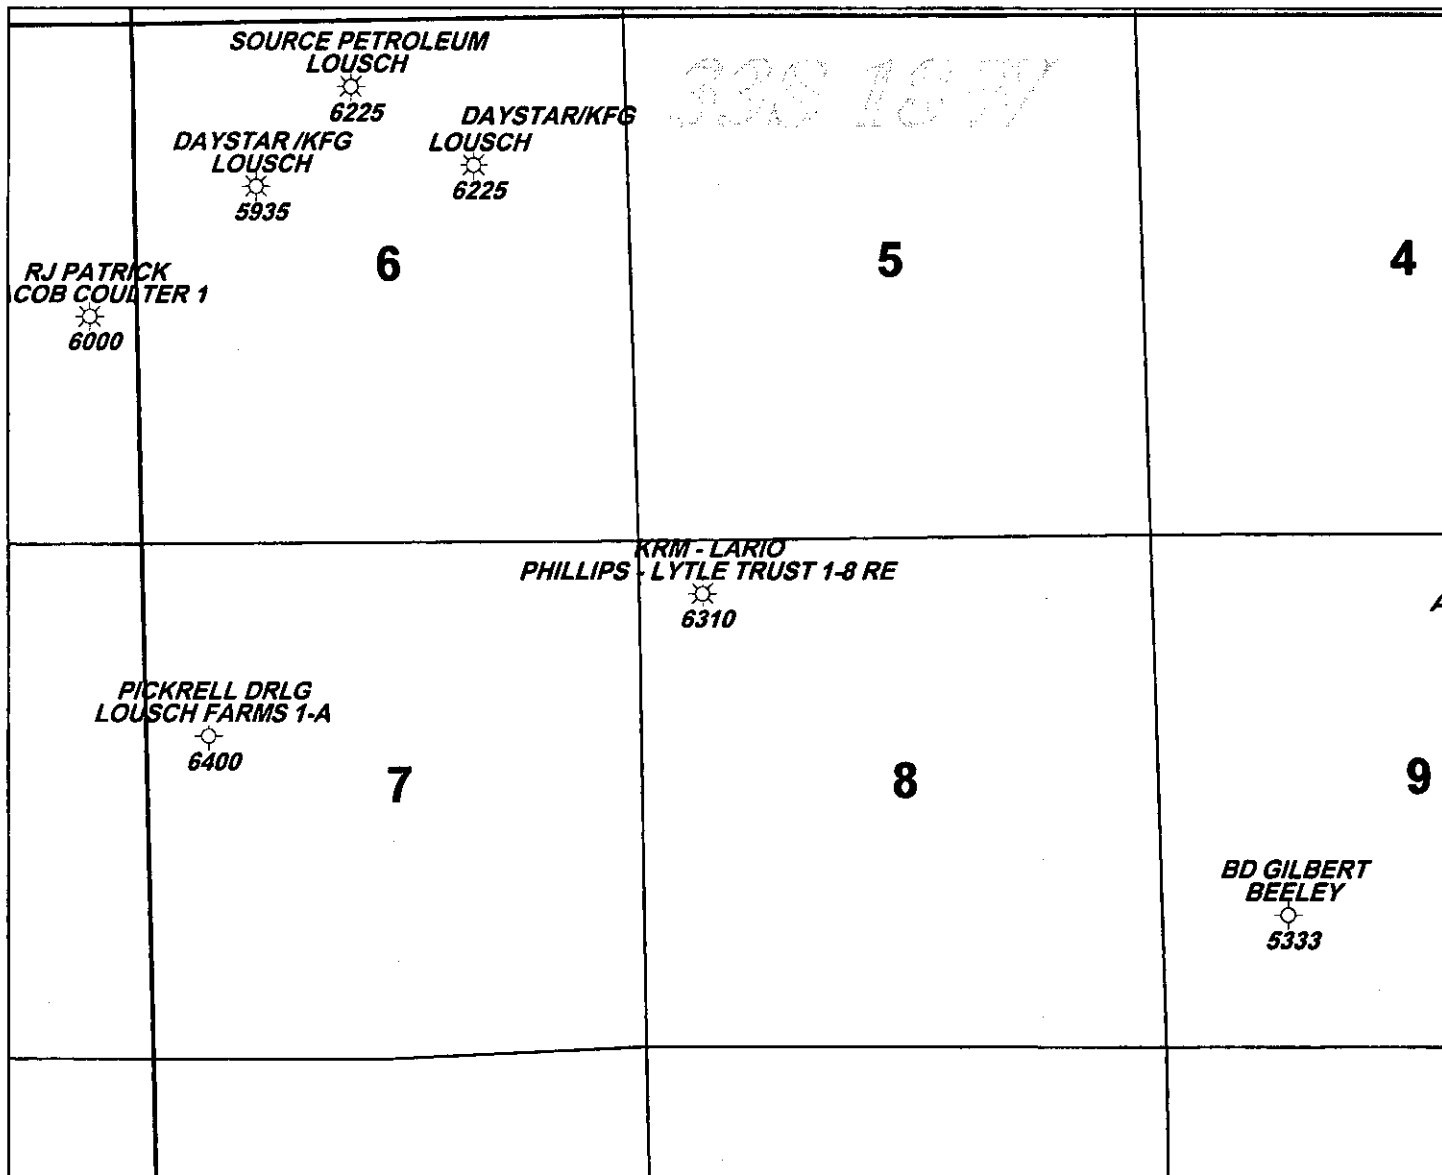 SOURCE PETROLEUM
LOUSCH
6225
33S 18W
DAYSTAR/KFG
LOUSCH
6225
DAYSTAR /KFG
LOUSCH
5935
6
5
4
RJ PATRICK
COB COULTER 1
6000
KRM - LARIO
PHILLIPS - LYTLE TRUST 1-8 RE
6310
PICKRELL DRLG
LOUSCH FARMS 1-A
6400
7
8
9
BD GILBERT
BEELEY
5333